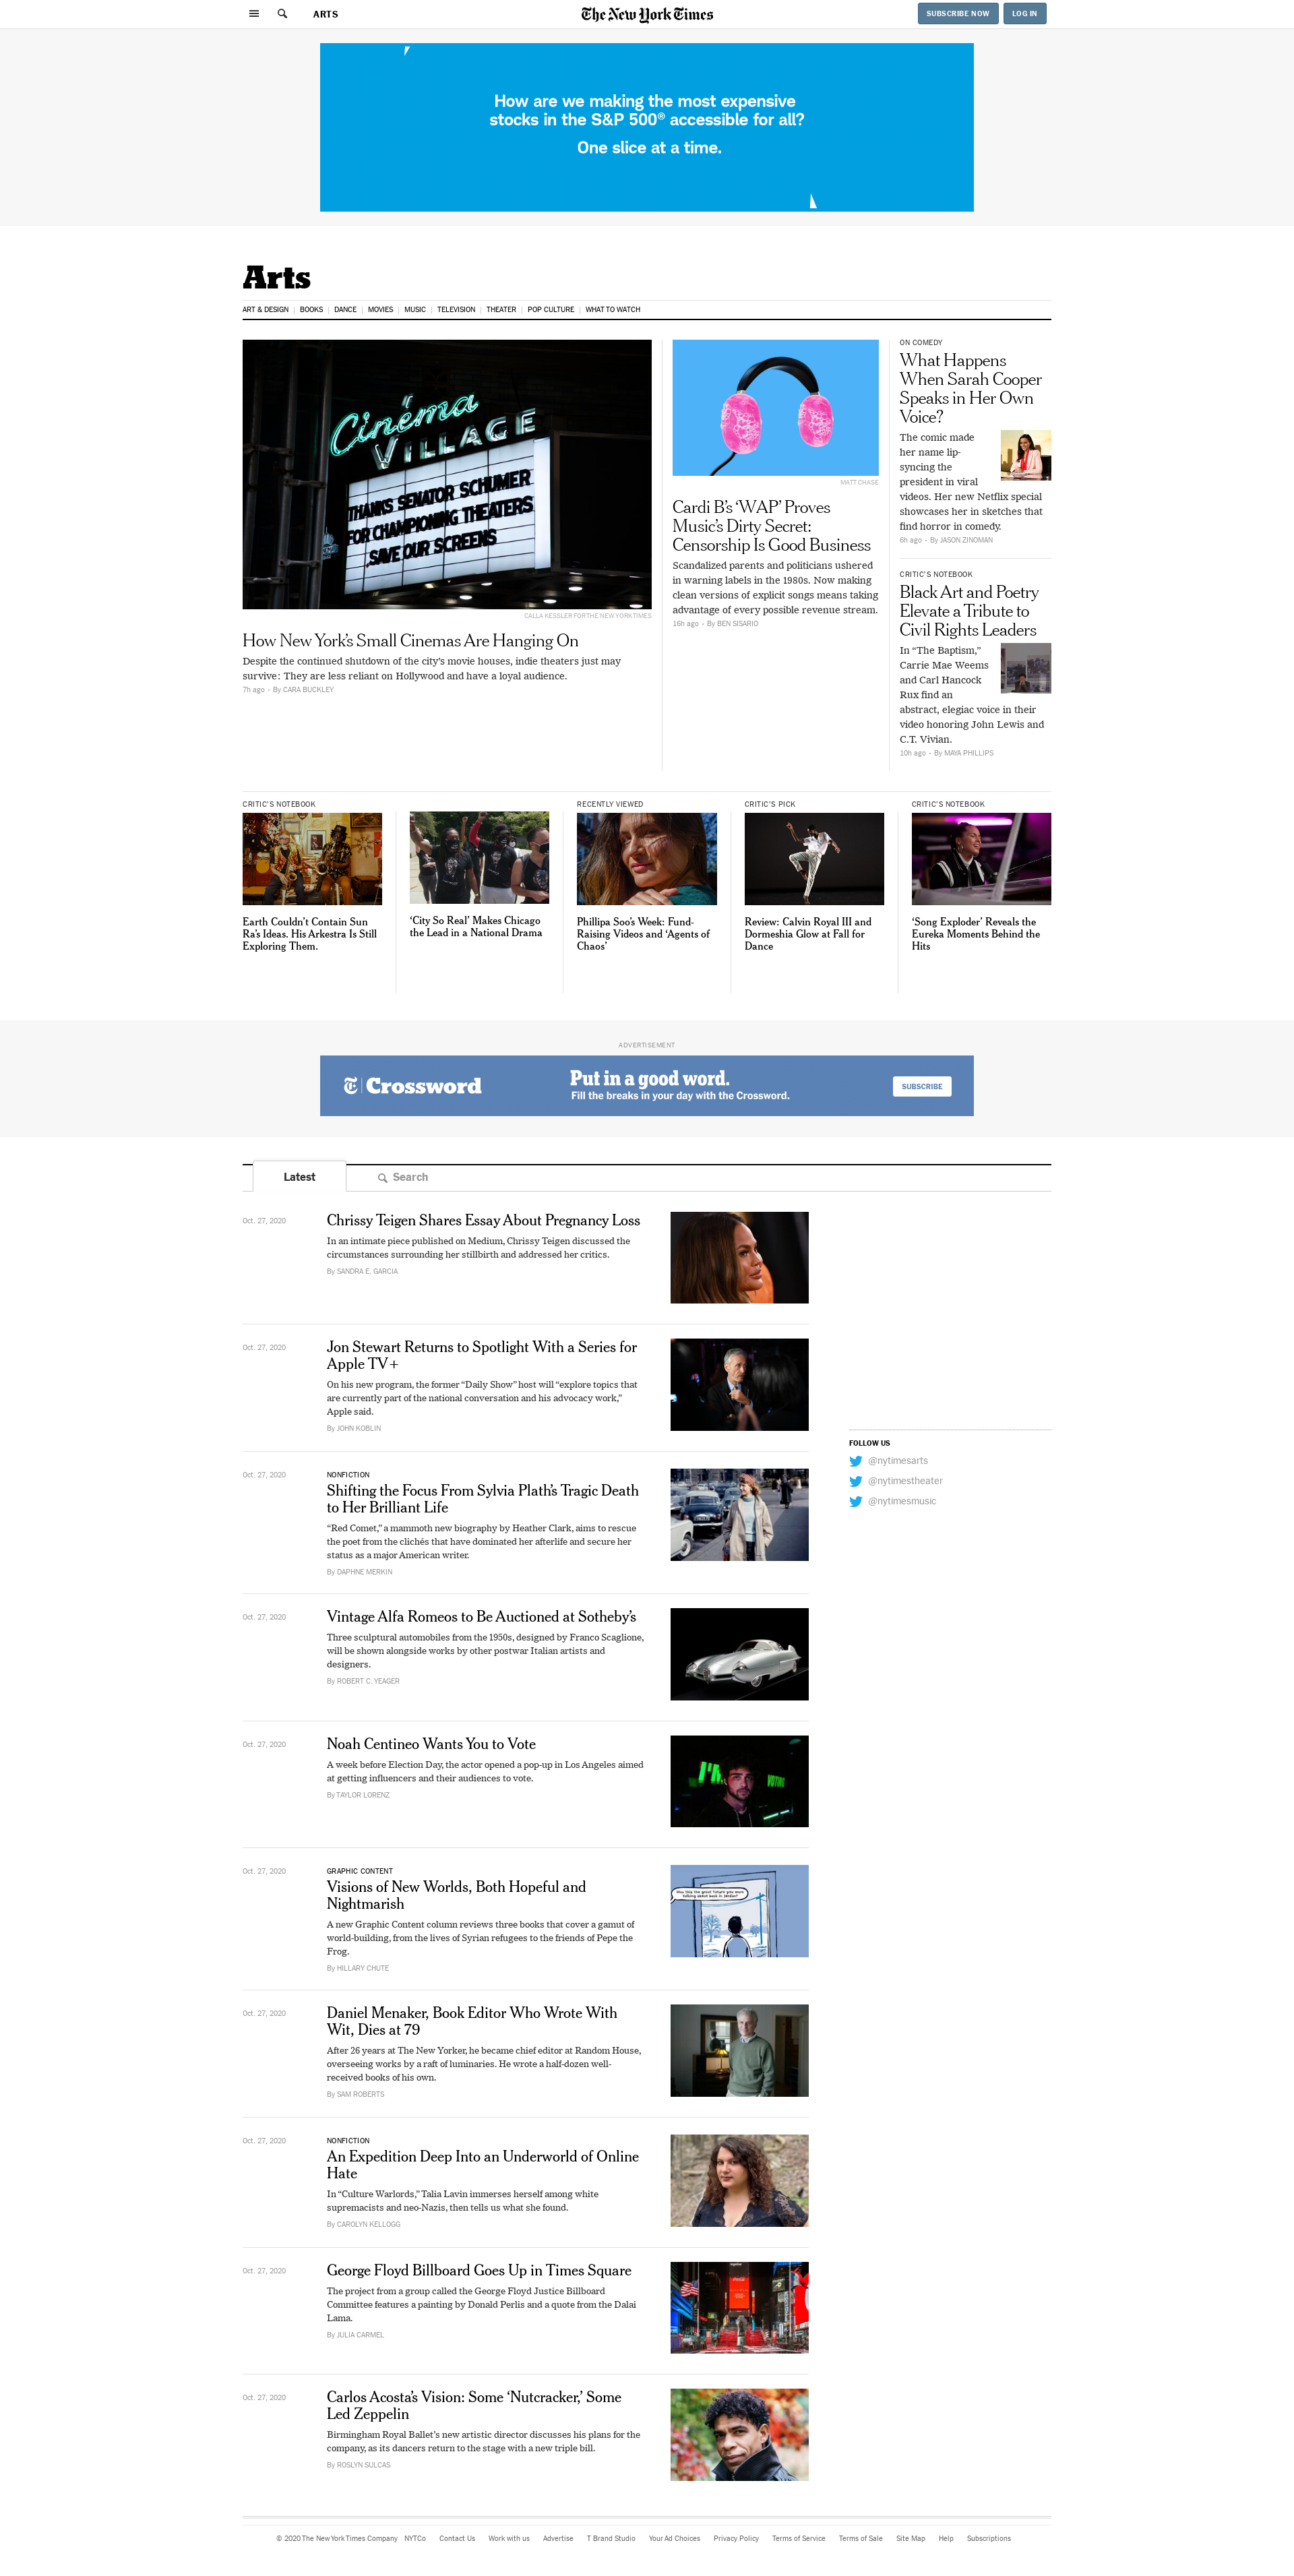 ARTS
The New York Times
SUBSCRIBE NOW
LOG IN
How are we making the most expensive
stocks in the S&P 500® accessible for all?
One slice at a time.
Arts
ART & DESIGN | BOOKS | DANCE | MOVIES | MUSIC | TELEVISION | THEATER | POP CULTURE | WHAT TO WATCH
Cinema
VILLAGE
THANKS SENATOR SCHUMER
FOR CHAMPIONING THEATERS
SAVE OUR SCREENS
CALLA KESSLER FOR THE NEW YORK TIMES
How New York's Small Cinemas Are Hanging On
Despite the continued shutdown of the city's movie houses, indie theaters just may
survive: They are less reliant on Hollywood and have a loyal audience.
7h ago • By CARA BUCKLEY
MATT CHASE
Cardi B's ‘WAP’ Proves
Music's Dirty Secret:
Censorship Is Good Business
Scandalized parents and politicians ushered
in warning labels in the 1980s. Now making
clean versions of explicit songs means taking
advantage of every possible revenue stream.
16h ago • By BEN SISARIO
ON COMEDY
What Happens
When Sarah Cooper
Speaks in Her Own
Voice?
The comic made
her name lip-
syncing the
president in viral
videos. Her new Netflix special
showcases her in sketches that
find horror in comedy.
6h ago • By JASON ZINOMAN
CRITIC'S NOTEBOOK
Black Art and Poetry
Elevate a Tribute to
Civil Rights Leaders
In “The Baptism,”
Carrie Mae Weems
and Carl Hancock
Rux find an
abstract, elegiac voice in their
video honoring John Lewis and
C.T. Vivian.
10h ago • By MAYA PHILLIPS
CRITIC'S NOTEBOOK
Earth Couldn't Contain Sun
Ra's Ideas. His Arkestra Is Still
Exploring Them.
‘City So Real’ Makes Chicago
the Lead in a National Drama
RECENTLY VIEWED
Phillipa Soo's Week: Fund-
Raising Videos and ‘Agents of
Chaos’
CRITIC'S PICK
Review: Calvin Royal III and
Dormeshia Glow at Fall for
Dance
CRITIC'S NOTEBOOK
‘Song Exploder’ Reveals the
Eureka Moments Behind the
Hits
ADVERTISEMENT
T | Crossword
Put in a good word.
Fill the breaks in your day with the Crossword.
SUBSCRIBE
Latest
Search
Oct. 27, 2020
Chrissy Teigen Shares Essay About Pregnancy Loss
In an intimate piece published on Medium, Chrissy Teigen discussed the
circumstances surrounding her stillbirth and addressed her critics.
By SANDRA E. GARCIA
Oct. 27, 2020
Jon Stewart Returns to Spotlight With a Series for
Apple TV+
On his new program, the former “Daily Show” host will “explore topics that
are currently part of the national conversation and his advocacy work,”
Apple said.
By JOHN KOBLIN
FOLLOW US
@nytimesarts
@nytimestheater
@nytimesmusic
Oct. 27, 2020
NONFICTION
Shifting the Focus From Sylvia Plath's Tragic Death
to Her Brilliant Life
“Red Comet,” a mammoth new biography by Heather Clark, aims to rescue
the poet from the clichés that have dominated her afterlife and secure her
status as a major American writer.
By DAPHNE MERKIN
Oct. 27, 2020
Vintage Alfa Romeos to Be Auctioned at Sotheby's
Three sculptural automobiles from the 1950s, designed by Franco Scaglione,
will be shown alongside works by other postwar Italian artists and
designers.
By ROBERT C. YEAGER
Oct. 27, 2020
Noah Centineo Wants You to Vote
A week before Election Day, the actor opened a pop-up in Los Angeles aimed
at getting influencers and their audiences to vote.
By TAYLOR LORENZ
I'M VOTING
Oct. 27, 2020
GRAPHIC CONTENT
Visions of New Worlds, Both Hopeful and
Nightmarish
A new Graphic Content column reviews three books that cover a gamut of
world-building, from the lives of Syrian refugees to the friends of Pepe the
Frog.
By HILLARY CHUTE
Was this the great future you were
talking about back in Jordan?
Oct. 27, 2020
Daniel Menaker, Book Editor Who Wrote With
Wit, Dies at 79
After 26 years at The New Yorker, he became chief editor at Random House,
overseeing works by a raft of luminaries. He wrote a half-dozen well-
received books of his own.
By SAM ROBERTS
Oct. 27, 2020
NONFICTION
An Expedition Deep Into an Underworld of Online
Hate
In “Culture Warlords,” Talia Lavin immerses herself among white
supremacists and neo-Nazis, then tells us what she found.
By CAROLYN KELLOGG
Oct. 27, 2020
George Floyd Billboard Goes Up in Times Square
The project from a group called the George Floyd Justice Billboard
Committee features a painting by Donald Perlis and a quote from the Dalai
Lama.
By JULIA CARMEL
Oct. 27, 2020
Carlos Acosta's Vision: Some ‘Nutcracker,’ Some
Led Zeppelin
Birmingham Royal Ballet's new artistic director discusses his plans for the
company, as its dancers return to the stage with a new triple bill.
By ROSLYN SULCAS
© 2020 The New York Times Company NYTCo Contact Us Work with us Advertise T Brand Studio Your Ad Choices Privacy Policy Terms of Service Terms of Sale Site Map Help Subscriptions